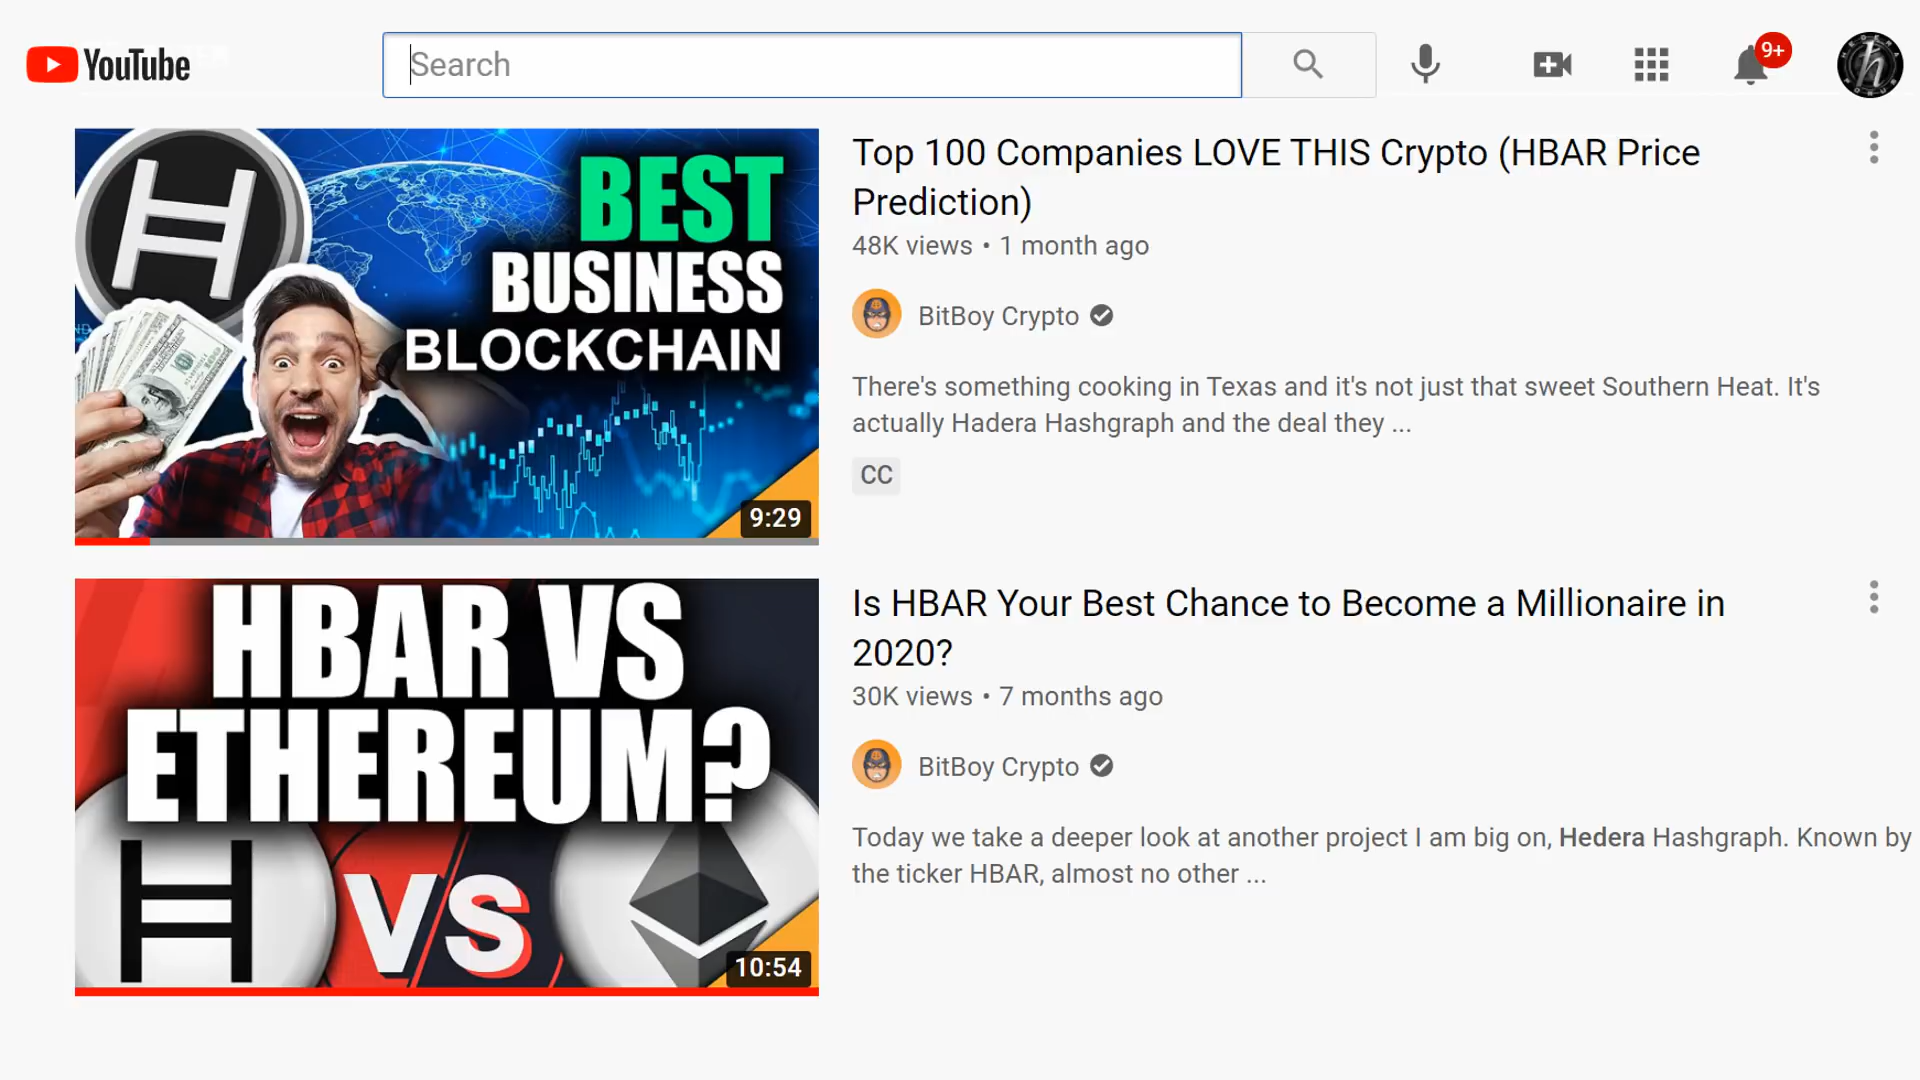 YouTube
Search
9+
BEST
BUSINESS
BLOCKCHAIN
9:29
Top 100 Companies LOVE THIS Crypto (HBAR Price
Prediction)
48K views • 1 month ago
BitBoy Crypto
There's something cooking in Texas and it's not just that sweet Southern Heat. It's
actually Hadera Hashgraph and the deal they ...
CC
HBAR VS
ETHEREUM?
VS
10:54
Is HBAR Your Best Chance to Become a Millionaire in
2020?
30K views • 7 months ago
BitBoy Crypto
Today we take a deeper look at another project I am big on, Hedera Hashgraph. Known by
the ticker HBAR, almost no other ...